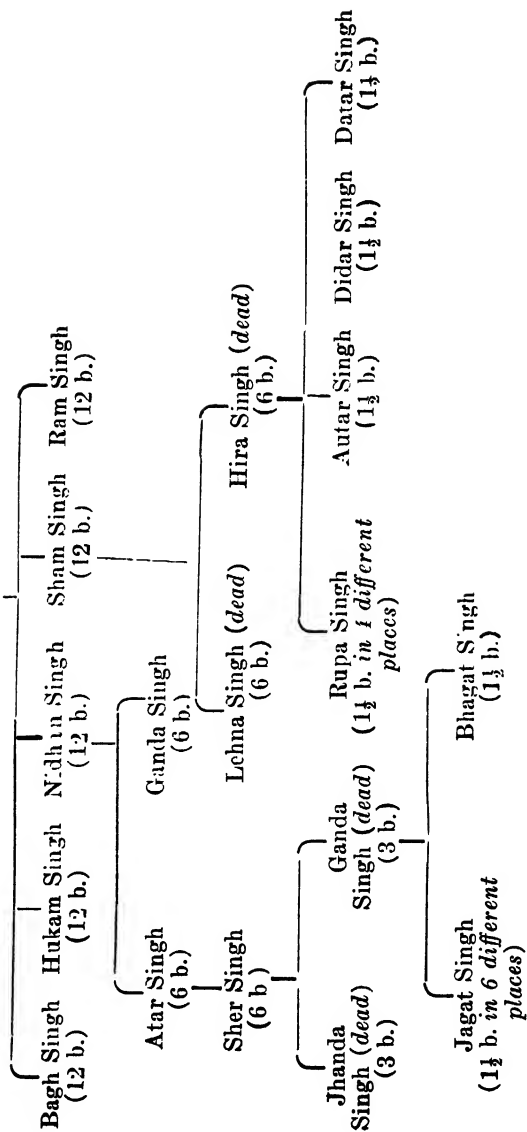 Bagh Singh
(12 b.)
Hukam Singh
(12 b.)
Nidhan Singh
(12 b.)
Sham Singh
(12 b.)
Ram Singh
(12 b.)
Atar Singh
(6 b.)
Ganda Singh
(6 b.)
Sher Singh
(6 b)
Lehna Singh (dead)
(6 b.)
Hira Singh (dead)
(6 b.)
Jhanda
Singh (dead)
(3 b.)
Ganda
Singh (dead)
(3 b.)
Rupa Singh
(1½ b. in 4 different
places)
Autar Singh
(1½ b.)
Didar Singh
(1½ b.)
Datar Singh
(1½ b.)
Jagat Singh
(1½ b. in 6 different
places)
Bhagat Singh
(1½ b.)